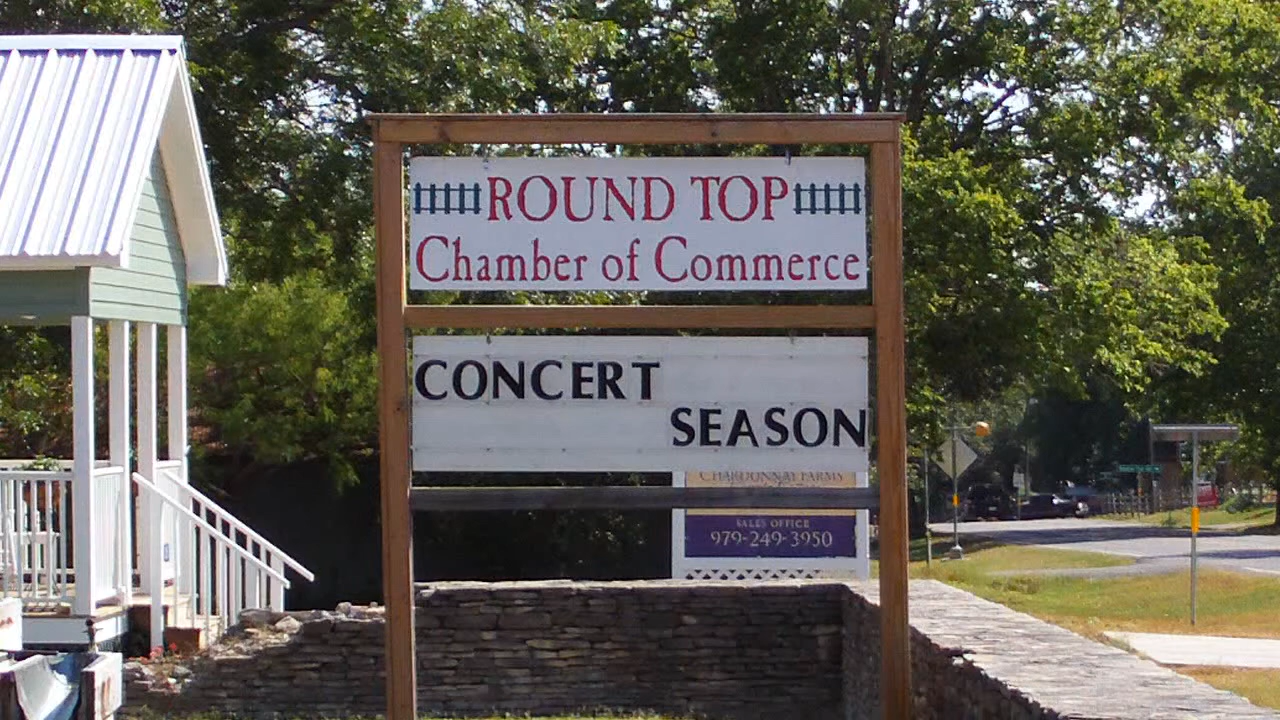 ROUND TOP
Chamber of Commerce
CONCERT
SEASON
CHARDONNAY FARMS
SALES OFFICE
979-249-3950